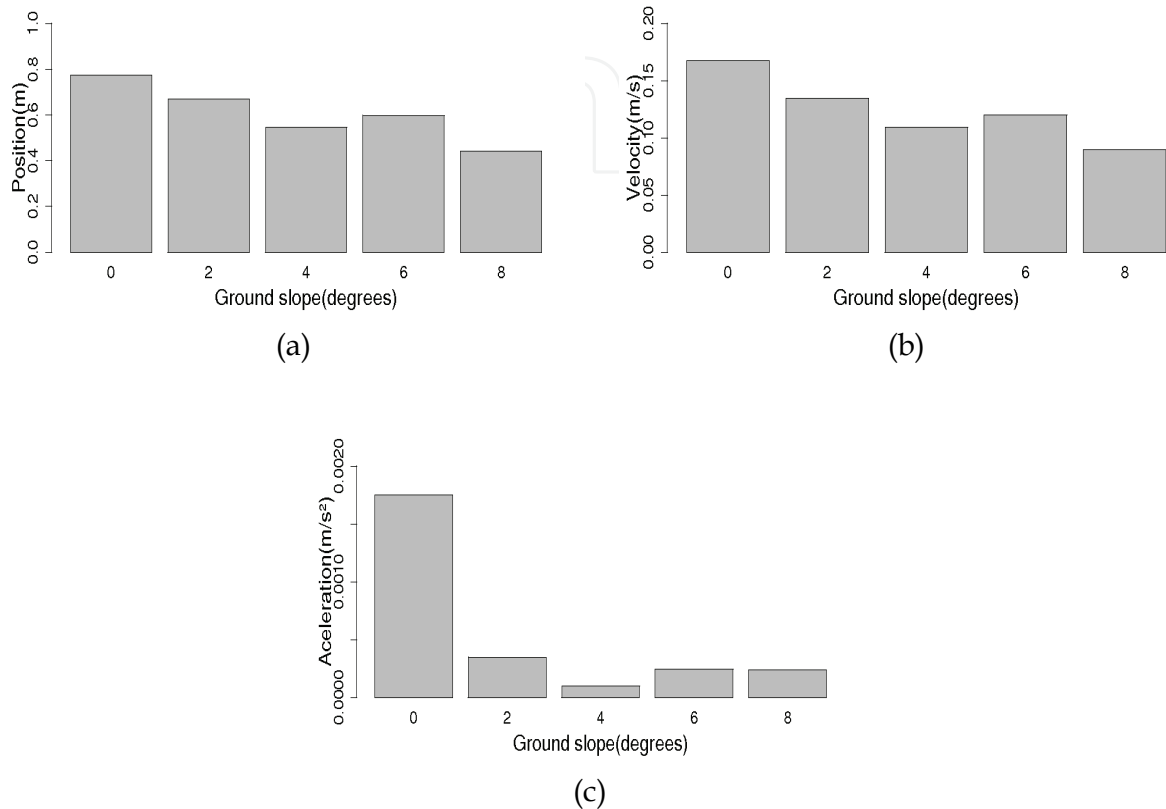 Position(m)
1.0
0.8
0.6
0.4
0.2
0.0
0 2 4 6 8
Ground slope(degrees)
(a)
Velocity(m/s)
0.20
0.15
0.10
0.05
0.00
0 2 4 6 8
Ground slope(degrees)
(b)
Aceleration(m/s²)
0.0020
0.0010
0.0000
0 2 4 6 8
Ground slope(degrees)
(c)